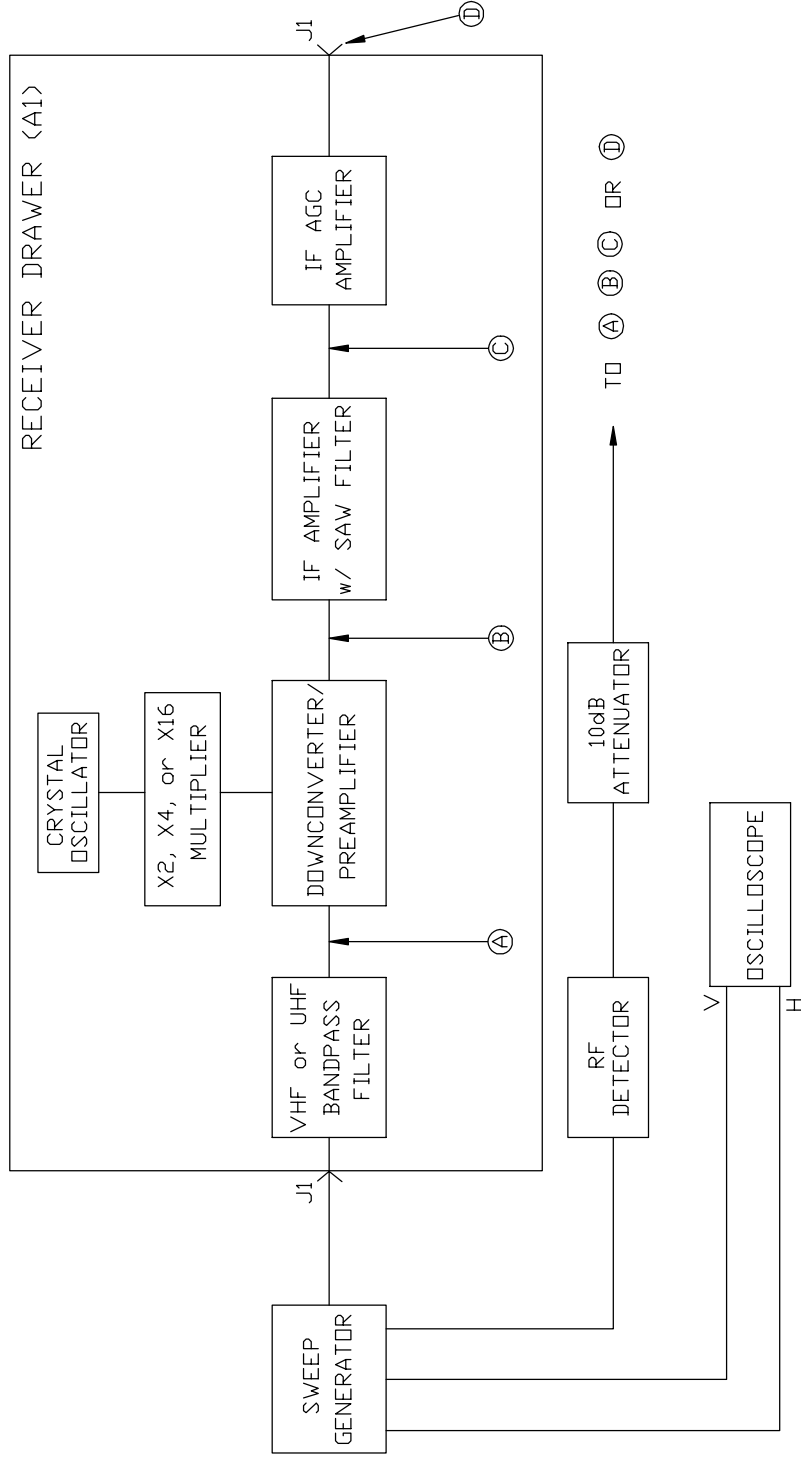 RECEIVER DRAWER (A1)
CRYSTAL
OSCILLATOR
X2, X4, or X16
MULTIPLIER
SWEEP
GENERATOR
J1
VHF or UHF
BANDPASS
FILTER
DOWNCONVERTER/
PREAMPLIFIER
IF AMPLIFIER
w/ SAW FILTER
IF AGC
AMPLIFIER
J1
D
A
B
C
RF
DETECTOR
10dB
ATTENUATOR
TO A B C OR D
V
H
OSCILLOSCOPE